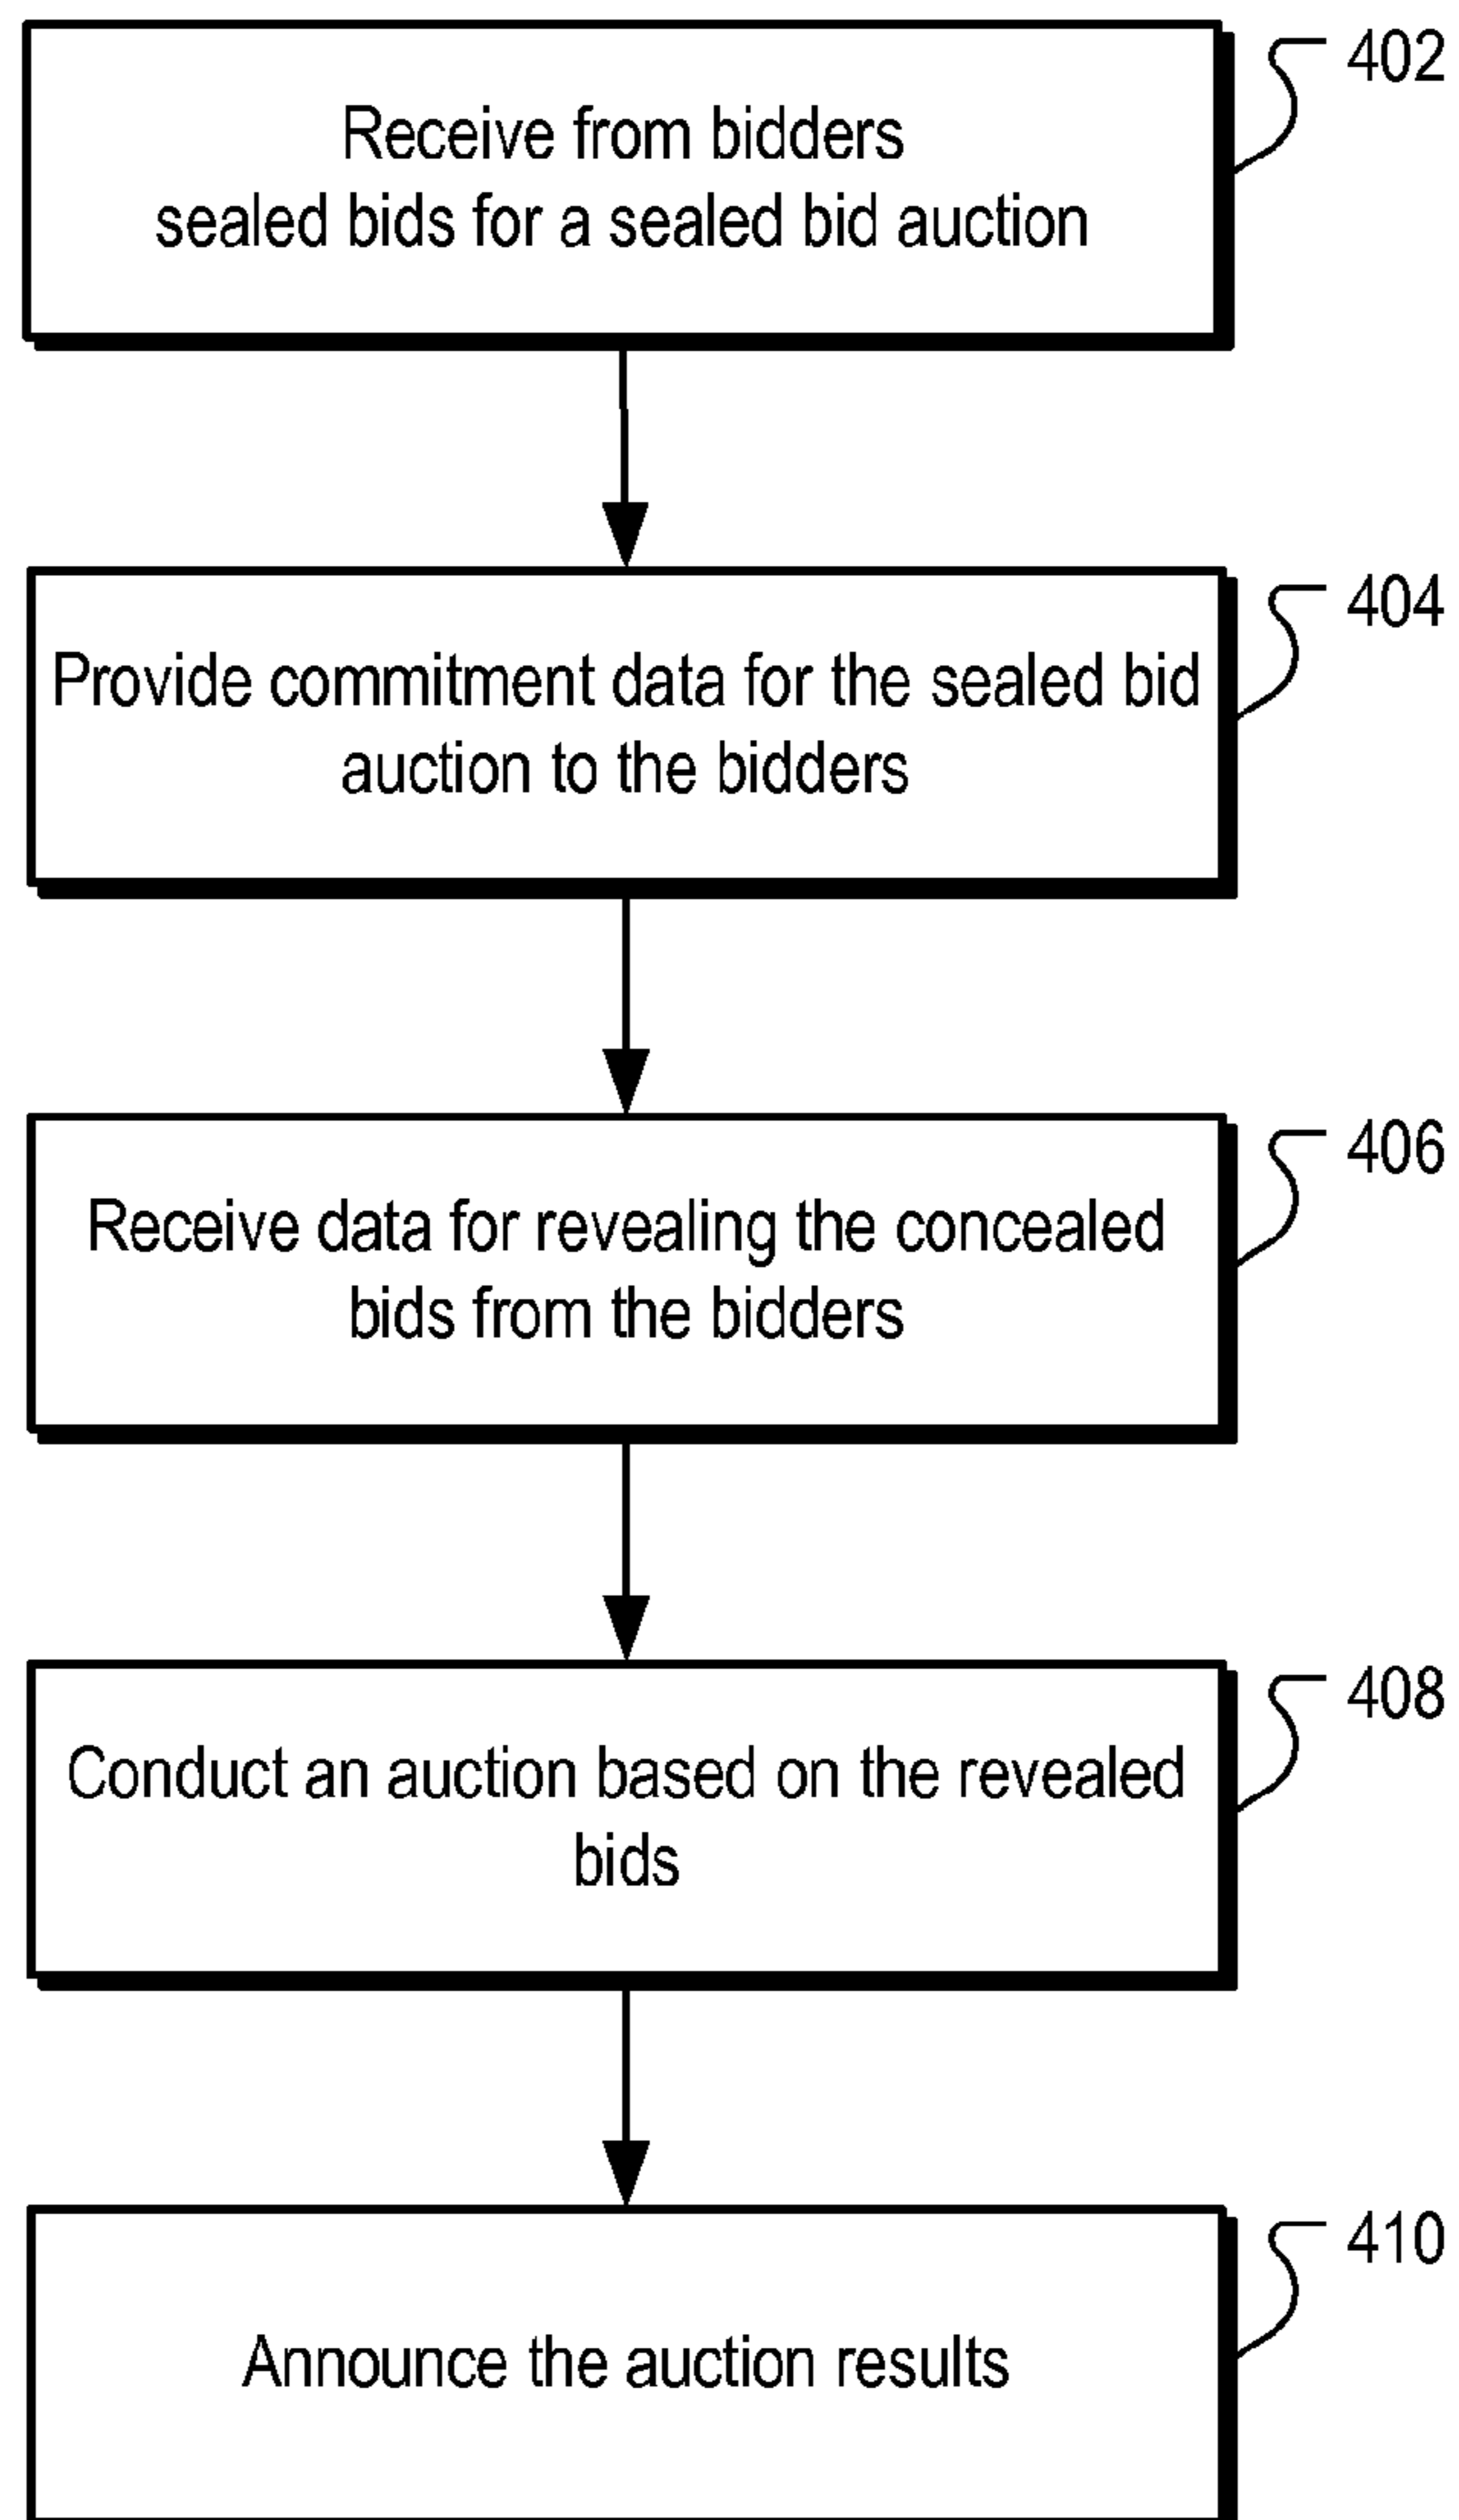 402
Receive from bidders
sealed bids for a sealed bid auction
404
Provide commitment data for the sealed bid
auction to the bidders
406
Receive data for revealing the concealed
bids from the bidders
408
Conduct an auction based on the revealed
bids
410
Announce the auction results